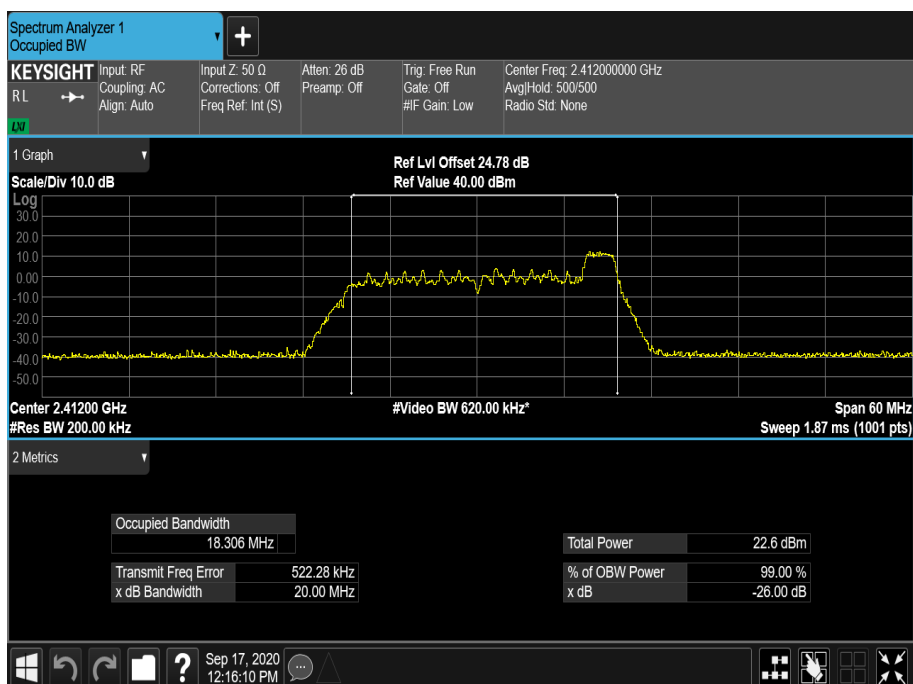 Spectrum Analyzer 1
Occupied BW
+
KEYSIGHT
RL
LXI
Input: RF
Coupling: AC
Align: Auto
Input Z: 50 Ω
Corrections: Off
Freq Ref: Int (S)
Atten: 26 dB
Preamp: Off
Trig: Free Run
Gate: Off
#IF Gain: Low
Center Freq: 2.412000000 GHz
Avg|Hold: 500/500
Radio Std: None
1 Graph
Scale/Div 10.0 dB
Ref Lvl Offset 24.78 dB
Ref Value 40.00 dBm
Log
30.0
20.0
10.0
0.00
-10.0
-20.0
-30.0
-40.0
-50.0
Center 2.41200 GHz
#Res BW 200.00 kHz
#Video BW 620.00 kHz*
Span 60 MHz
Sweep 1.87 ms (1001 pts)
2 Metrics
Occupied Bandwidth
18.306 MHz
Transmit Freq Error 522.28 kHz
x dB Bandwidth 20.00 MHz
Total Power 22.6 dBm
% of OBW Power 99.00 %
x dB -26.00 dB
?
Sep 17, 2020
12:16:10 PM